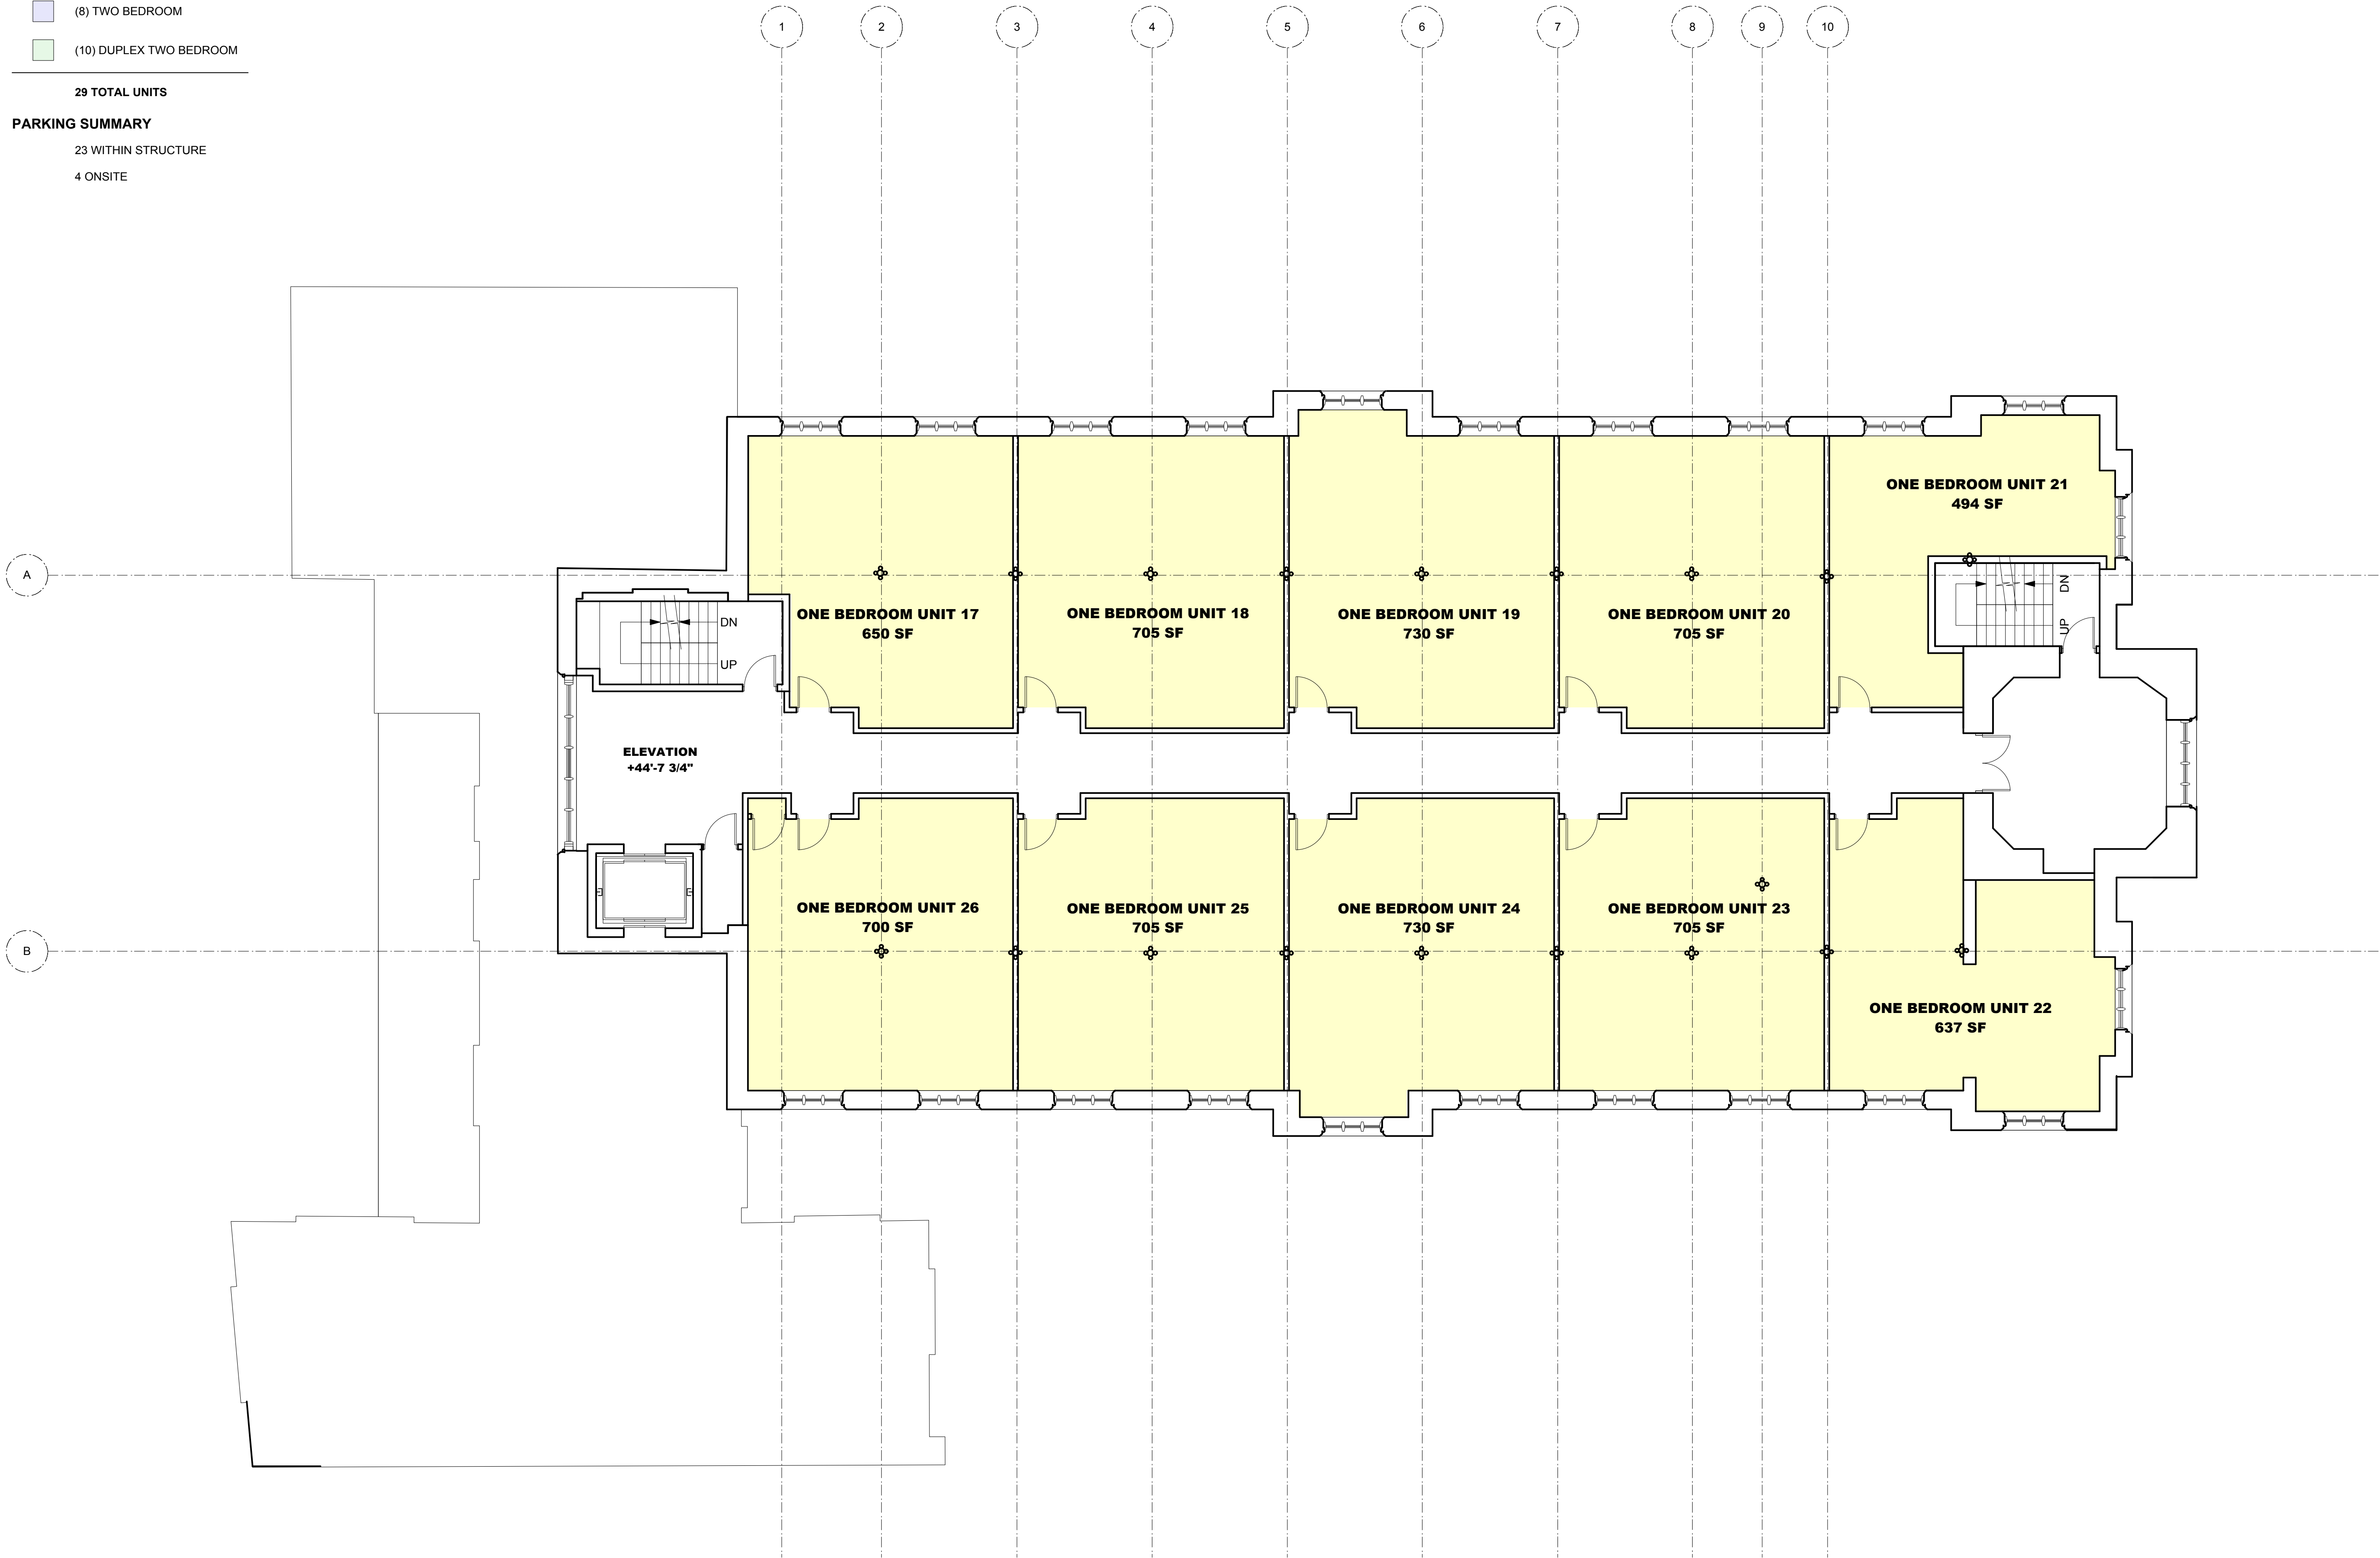 (8) TWO BEDROOM
(10) DUPLEX TWO BEDROOM
29 TOTAL UNITS
PARKING SUMMARY
23 WITHIN STRUCTURE
4 ONSITE
1
2
3
4
5
6
7
8
9
10
A
B
ONE BEDROOM UNIT 17
650 SF
ONE BEDROOM UNIT 18
705 SF
ONE BEDROOM UNIT 19
730 SF
ONE BEDROOM UNIT 20
705 SF
ONE BEDROOM UNIT 21
494 SF
DN
UP
DN
UP
ELEVATION
+44'-7 3/4"
ONE BEDROOM UNIT 26
700 SF
ONE BEDROOM UNIT 25
705 SF
ONE BEDROOM UNIT 24
730 SF
ONE BEDROOM UNIT 23
705 SF
ONE BEDROOM UNIT 22
637 SF